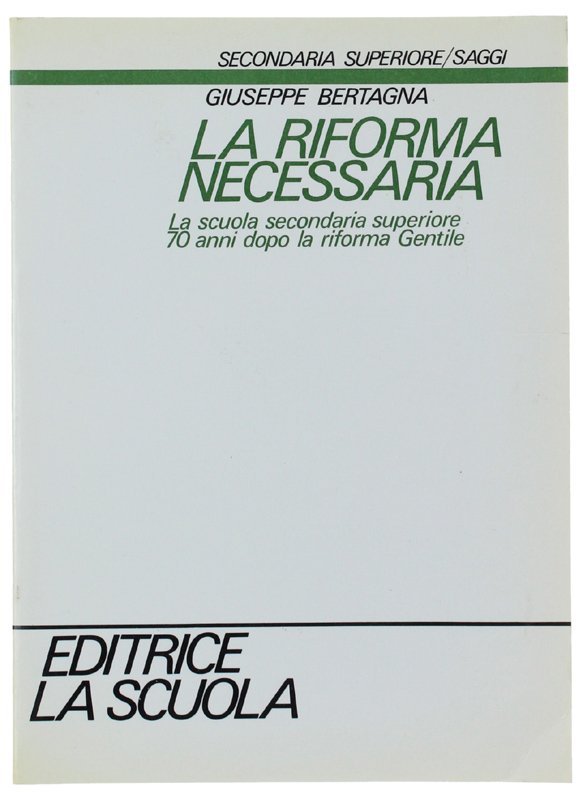 SECONDARIA SUPERIORE/SAGGI
GIUSEPPE BERTAGNA
LA RIFORMA
NECESSARIA
La scuola secondaria superiore
70 anni dopo la riforma Gentile
EDITRICE
LA SCUOLA